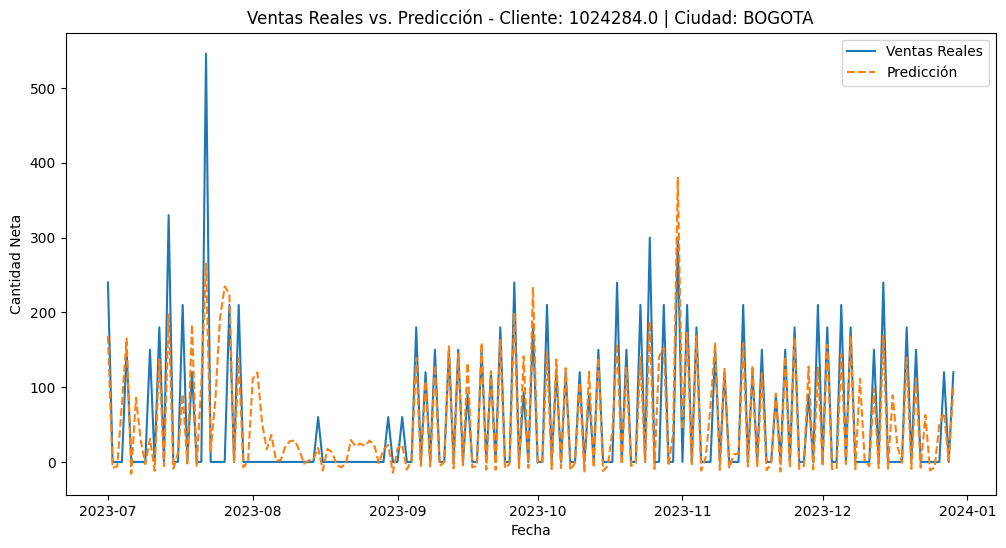 Ventas Reales vs. Predicción - Cliente: 1024284.0 | Ciudad: BOGOTA
Ventas Reales
Predicción
Cantidad Neta
500
400
300
200
100
0
2023-07
2023-08
2023-09
2023-10
2023-11
2023-12
2024-01
Fecha